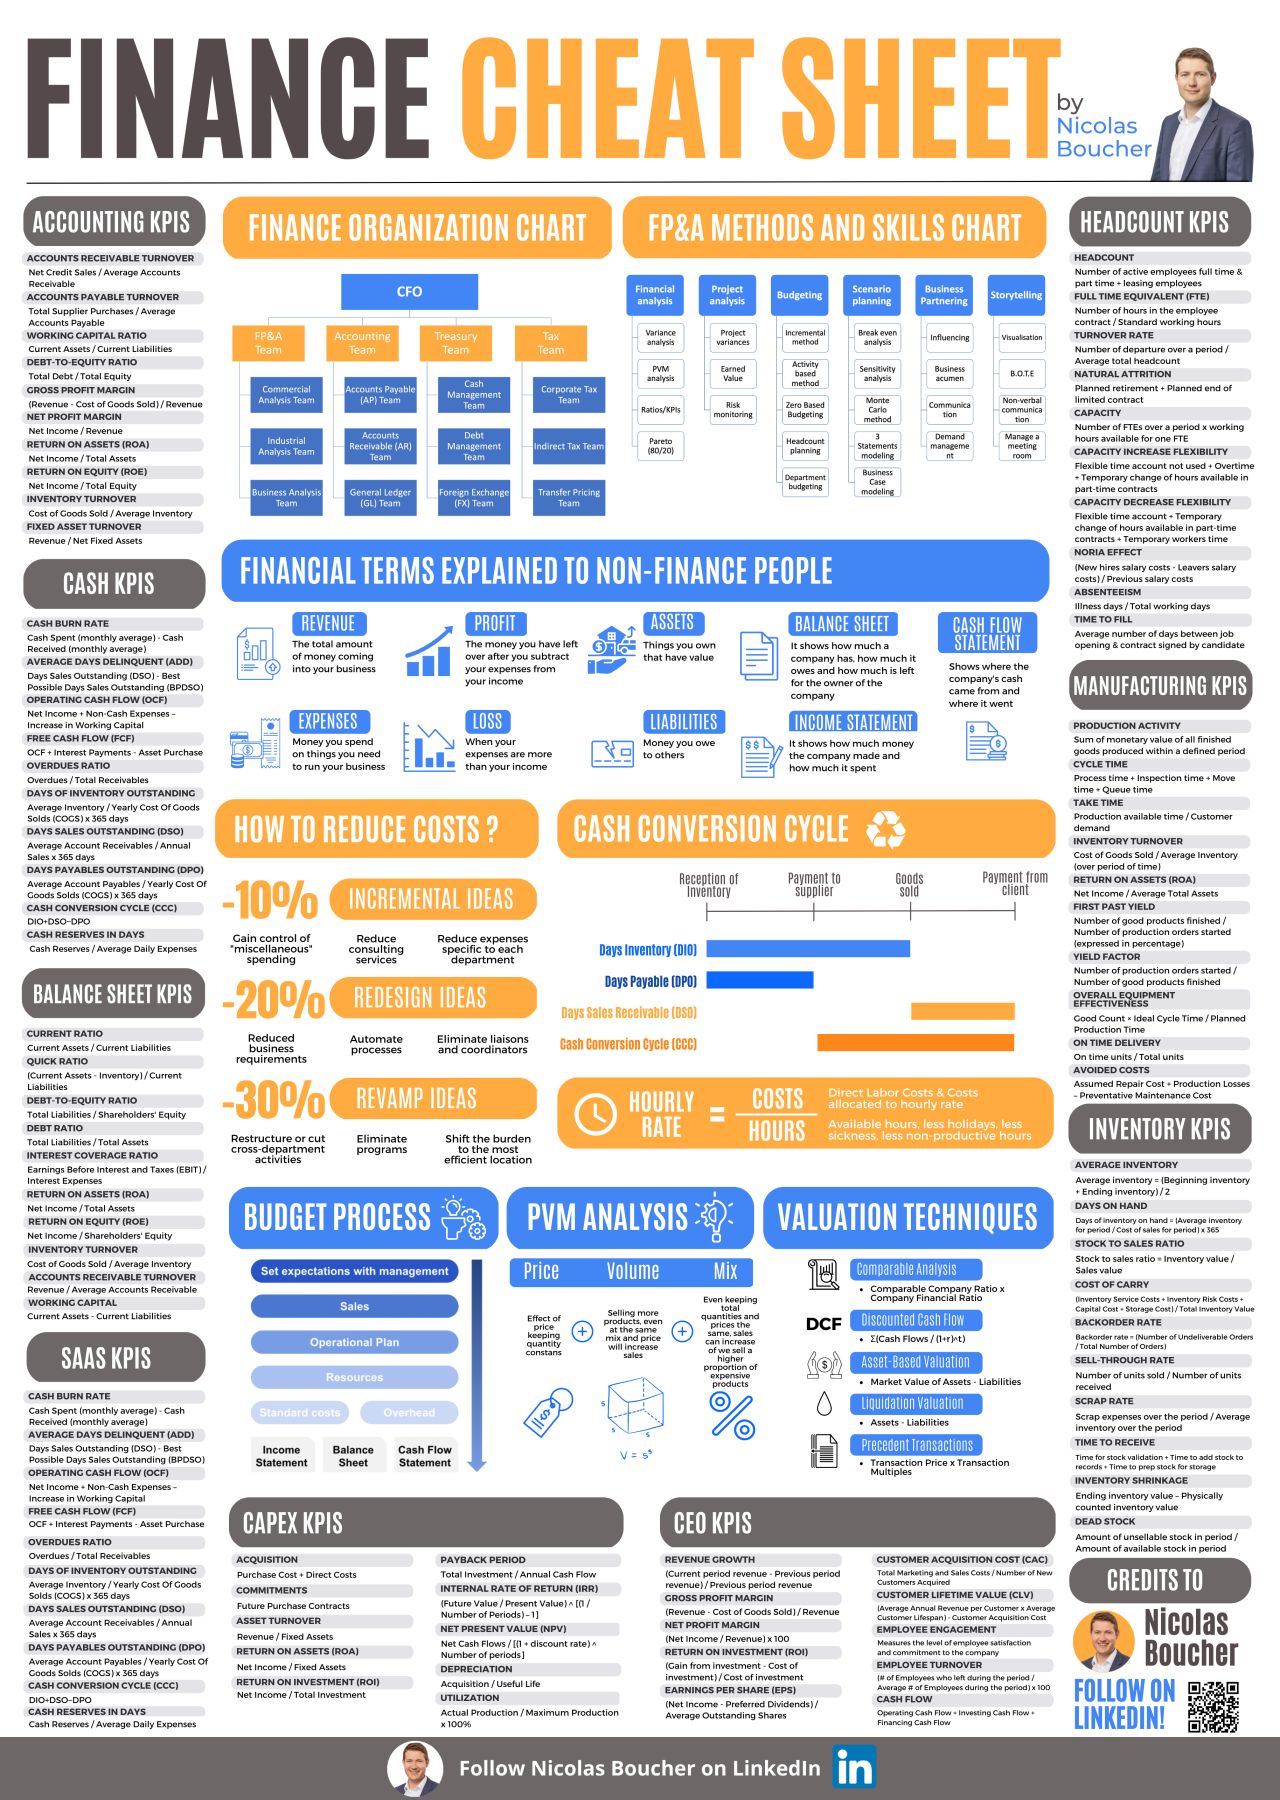 FINANCE CHEAT SHEET
by
Nicolas
Boucher
ACCOUNTING KPIS
ACCOUNTS RECEIVABLE TURNOVER
Net Credit Sales / Average Accounts
Receivable
ACCOUNTS PAYABLE TURNOVER
Total Supplier Purchases / Average
Accounts Payable
WORKING CAPITAL RATIO
Current Assets / Current Liabilities
DEBT-TO-EQUITY RATIO
Total Debt / Total Equity
GROSS PROFIT MARGIN
(Revenue - Cost of Goods Sold) / Revenue
NET PROFIT MARGIN
Net Income / Revenue
RETURN ON ASSETS (ROA)
Net Income / Total Assets
RETURN ON EQUITY (ROE)
Net Income / Total Equity
INVENTORY TURNOVER
Cost of Goods Sold / Average Inventory
FIXED ASSET TURNOVER
Revenue / Net Fixed Assets
CASH KPIS
CASH BURN RATE
Cash Spent (monthly average) - Cash
Received (monthly average)
AVERAGE DAYS DELINQUENT (ADD)
Days Sales Outstanding (DSO) - Best
Possible Days Sales Outstanding (BPDSO)
OPERATING CASH FLOW (OCF)
Net Income + Non-Cash Expenses –
Increase in Working Capital
FREE CASH FLOW (FCF)
OCF + Interest Payments - Asset Purchase
OVERDUES RATIO
Overdues / Total Receivables
DAYS OF INVENTORY OUTSTANDING
Average Inventory / Yearly Cost Of Goods
Solds (COGS) x 365 days
DAYS SALES OUTSTANDING (DSO)
Average Account Receivables / Annual
Sales x 365 days
DAYS PAYABLES OUTSTANDING (DPO)
Average Account Payables / Yearly Cost Of
Goods Solds (COGS) x 365 days
CASH CONVERSION CYCLE (CCC)
DIO+DSO–DPO
CASH RESERVES IN DAYS
Cash Reserves / Average Daily Expenses
BALANCE SHEET KPIS
CURRENT RATIO
Current Assets / Current Liabilities
QUICK RATIO
(Current Assets - Inventory) / Current
Liabilities
DEBT-TO-EQUITY RATIO
Total Liabilities / Shareholders' Equity
DEBT RATIO
Total Liabilities / Total Assets
INTEREST COVERAGE RATIO
Earnings Before Interest and Taxes (EBIT) /
Interest Expenses
RETURN ON ASSETS (ROA)
Net Income / Total Assets
RETURN ON EQUITY (ROE)
Net Income / Shareholders' Equity
INVENTORY TURNOVER
Cost of Goods Sold / Average Inventory
ACCOUNTS RECEIVABLE TURNOVER
Revenue / Average Accounts Receivable
WORKING CAPITAL
Current Assets - Current Liabilities
SAAS KPIS
CASH BURN RATE
Cash Spent (monthly average) - Cash
Received (monthly average)
AVERAGE DAYS DELINQUENT (ADD)
Days Sales Outstanding (DSO) - Best
Possible Days Sales Outstanding (BPDSO)
OPERATING CASH FLOW (OCF)
Net Income + Non-Cash Expenses –
Increase in Working Capital
FREE CASH FLOW (FCF)
OCF + Interest Payments - Asset Purchase
OVERDUES RATIO
Overdues / Total Receivables
DAYS OF INVENTORY OUTSTANDING
Average Inventory / Yearly Cost Of Goods
Solds (COGS) x 365 days
DAYS SALES OUTSTANDING (DSO)
Average Account Receivables / Annual
Sales x 365 days
DAYS PAYABLES OUTSTANDING (DPO)
Average Account Payables / Yearly Cost Of
Goods Solds (COGS) x 365 days
CASH CONVERSION CYCLE (CCC)
DIO+DSO–DPO
CASH RESERVES IN DAYS
Cash Reserves / Average Daily Expenses
FINANCE ORGANIZATION CHART
CFO
FP&A
Team
Commercial
Analysis Team
Industrial
Analysis Team
Business Analysis
Team
Accounting
Team
Accounts Payable
(AP) Team
Accounts
Receivable (AR)
Team
General Ledger
(GL) Team
Treasury
Team
Cash
Management
Team
Debt
Management
Team
Foreign Exchange
(FX) Team
Tax
Team
Corporate Tax
Team
Indirect Tax Team
Transfer Pricing
Team
FP&A METHODS AND SKILLS CHART
Financial
analysis
Variance
analysis
PVM
analysis
Ratios/KPIs
Pareto
(80/20)
Project
analysis
Project
variances
Earned
Value
Risk
monitoring
Budgeting
Incremental
method
Activity
based
method
Zero Based
Budgeting
Headcount
planning
Department
budgeting
Scenario
planning
Break even
analysis
Sensitivity
analysis
Monte
Carlo
method
3
Statements
modeling
Business
Case
modeling
Business
Partnering
Influencing
Business
acumen
Communica
tion
Demand
manageme
nt
Storytelling
Visualisation
B.O.T.E
Non-verbal
communica
tion
Manage a
meeting
room
FINANCIAL TERMS EXPLAINED TO NON-FINANCE PEOPLE
REVENUE
The total amount
of money coming
into your business
PROFIT
The money you have left
over after you subtract
your expenses from
your income
ASSETS
Things you own
that have value
BALANCE SHEET
It shows how much a
company has, how much it
owes and how much is left
for the owner of the
company
CASH FLOW
STATEMENT
Shows where the
company's cash
came from and
where it went
EXPENSES
Money you spend
on things you need
to run your business
LOSS
When your
expenses are more
than your income
LIABILITIES
Money you owe
to others
INCOME STATEMENT
It shows how much money
the company made and
how much it spent
HOW TO REDUCE COSTS ?
-10%
INCREMENTAL IDEAS
Gain control of
"miscellaneous"
spending
Reduce
consulting
services
Reduce expenses
specific to each
department
-20%
REDESIGN IDEAS
Reduced
business
requirements
Automate
processes
Eliminate liaisons
and coordinators
-30%
REVAMP IDEAS
Restructure or cut
cross-department
activities
Eliminate
programs
Shift the burden
to the most
efficient location
CASH CONVERSION CYCLE
Reception of
Inventory
Payment to
supplier
Goods
sold
Payment from
client
Days Inventory (DIO)
Days Payable (DPO)
Days Sales Receivable (DSO)
Cash Conversion Cycle (CCC)
HOURLY
RATE
=
COSTS
HOURS
Direct Labor Costs & Costs
allocated to hourly rate
Available hours, less holidays, less
sickness, less non-productive hours
BUDGET PROCESS
Set expectations with management
Sales
Operational Plan
Resources
Standard costs
Overhead
Income
Statement
Balance
Sheet
Cash Flow
Statement
PVM ANALYSIS
Price
Volume
Mix
Effect of
price
keeping
quantity
constans
+
Selling more
products, even
at the same
mix and price
will increase
sales
+
Even keeping
total
quantities and
prices the
same, sales
can increase
of we sell a
higher
proportion of
expensive
products
$
s
s
s
V = s³
VALUATION TECHNIQUES
Comparable Analysis
• Comparable Company Ratio x
Company Financial Ratio
DCF
Discounted Cash Flow
• Σ(Cash Flows / (1+r)^t)
Asset-Based Valuation
• Market Value of Assets - Liabilities
Liquidation Valuation
• Assets - Liabilities
Precedent Transactions
• Transaction Price x Transaction
Multiples
CAPEX KPIS
ACQUISITION
Purchase Cost + Direct Costs
COMMITMENTS
Future Purchase Contracts
ASSET TURNOVER
Revenue / Fixed Assets
RETURN ON ASSETS (ROA)
Net Income / Fixed Assets
RETURN ON INVESTMENT (ROI)
Net Income / Total Investment
PAYBACK PERIOD
Total Investment / Annual Cash Flow
INTERNAL RATE OF RETURN (IRR)
(Future Value / Present Value) ^ [(1 /
Number of Periods) – 1]
NET PRESENT VALUE (NPV)
Net Cash Flows / [(1 + discount rate) ^
Number of periods]
DEPRECIATION
Acquisition / Useful Life
UTILIZATION
Actual Production / Maximum Production
x 100%
CEO KPIS
REVENUE GROWTH
(Current period revenue - Previous period
revenue) / Previous period revenue
GROSS PROFIT MARGIN
(Revenue - Cost of Goods Sold) / Revenue
NET PROFIT MARGIN
(Net Income / Revenue) x 100
RETURN ON INVESTMENT (ROI)
(Gain from investment - Cost of
investment) / Cost of investment
EARNINGS PER SHARE (EPS)
(Net Income - Preferred Dividends) /
Average Outstanding Shares
CUSTOMER ACQUISITION COST (CAC)
Total Marketing and Sales Costs / Number of New
Customers Acquired
CUSTOMER LIFETIME VALUE (CLV)
(Average Annual Revenue per Customer x Average
Customer Lifespan) - Customer Acquisition Cost
EMPLOYEE ENGAGEMENT
Measures the level of employee satisfaction
and commitment to the company
EMPLOYEE TURNOVER
(# of Employees who left during the period /
Average # of Employees during the period) x 100
CASH FLOW
Operating Cash Flow + Investing Cash Flow +
Financing Cash Flow
HEADCOUNT KPIS
HEADCOUNT
Number of active employees full time &
part time + leasing employees
FULL TIME EQUIVALENT (FTE)
Number of hours in the employee
contract / Standard working hours
TURNOVER RATE
Number of departure over a period /
Average total headcount
NATURAL ATTRITION
Planned retirement + Planned end of
limited contract
CAPACITY
Number of FTEs over a period x working
hours available for one FTE
CAPACITY INCREASE FLEXIBILITY
Flexible time account not used + Overtime
+ Temporary change of hours available in
part-time contracts
CAPACITY DECREASE FLEXIBILITY
Flexible time account + Temporary
change of hours available in part-time
contracts + Temporary workers time
NORIA EFFECT
(New hires salary costs - Leavers salary
costs) / Previous salary costs
ABSENTEEISM
Illness days / Total working days
TIME TO FILL
Average number of days between job
opening & contract signed by candidate
MANUFACTURING KPIS
PRODUCTION ACTIVITY
Sum of monetary value of all finished
goods produced within a defined period
CYCLE TIME
Process time + Inspection time + Move
time + Queue time
TAKE TIME
Production available time / Customer
demand
INVENTORY TURNOVER
Cost of Goods Sold / Average Inventory
(over period of time)
RETURN ON ASSETS (ROA)
Net Income / Average Total Assets
FIRST PAST YIELD
Number of good products finished /
Number of production orders started
(expressed in percentage)
YIELD FACTOR
Number of production orders started /
Number of good products finished
OVERALL EQUIPMENT
EFFECTIVENESS
Good Count × Ideal Cycle Time / Planned
Production Time
ON TIME DELIVERY
On time units / Total units
AVOIDED COSTS
Assumed Repair Cost + Production Losses
– Preventative Maintenance Cost
INVENTORY KPIS
AVERAGE INVENTORY
Average inventory = (Beginning inventory
+ Ending inventory) / 2
DAYS ON HAND
Days of inventory on hand = (Average inventory
for period / Cost of sales for period) x 365
STOCK TO SALES RATIO
Stock to sales ratio = Inventory value /
Sales value
COST OF CARRY
(Inventory Service Costs + Inventory Risk Costs +
Capital Cost + Storage Cost) / Total Inventory Value
BACKORDER RATE
Backorder rate = (Number of Undeliverable Orders
/ Total Number of Orders)
SELL-THROUGH RATE
Number of units sold / Number of units
received
SCRAP RATE
Scrap expenses over the period / Average
inventory over the period
TIME TO RECEIVE
Time for stock validation + Time to add stock to
records + Time to prep stock for storage
INVENTORY SHRINKAGE
Ending inventory value – Physically
counted inventory value
DEAD STOCK
Amount of unsellable stock in period /
Amount of available stock in period
CREDITS TO
Nicolas
Boucher
FOLLOW ON
LINKEDIN!
Follow Nicolas Boucher on LinkedIn
in